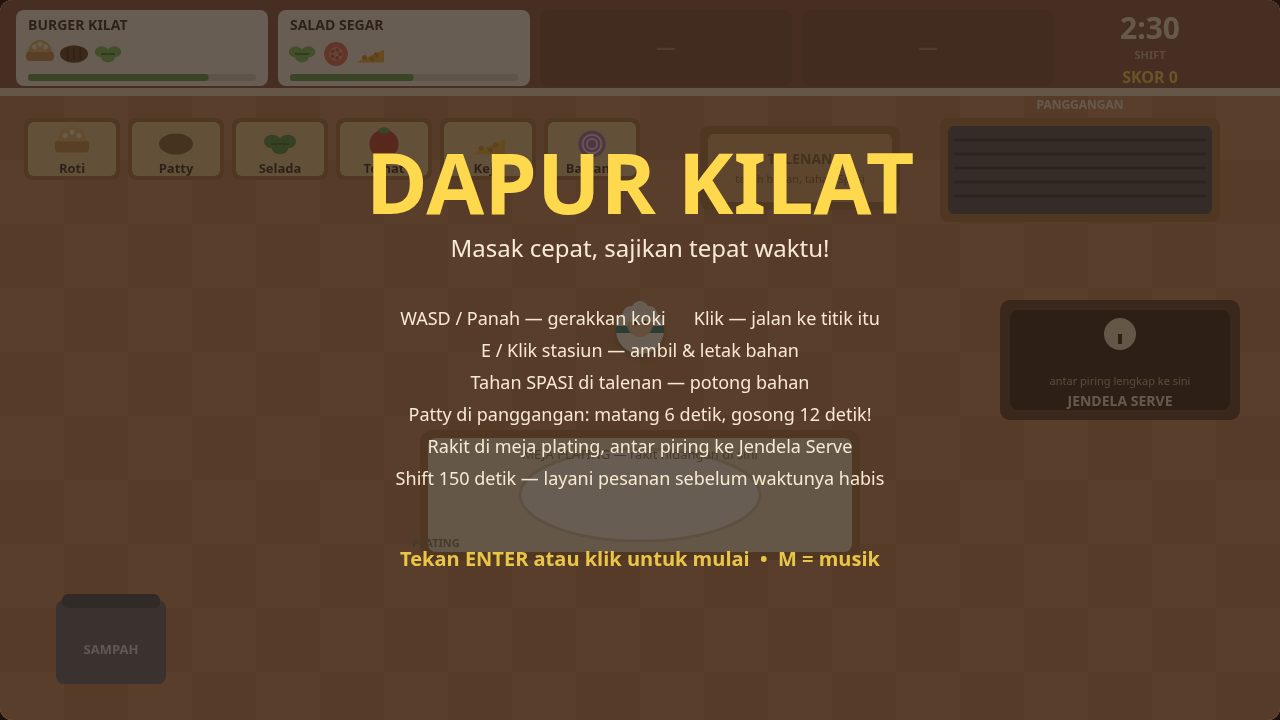 BURGER KILAT
SALAD SEGAR
—
—
2:30
SHIFT
SKOR 0
PANGGANGAN
Roti
Patty
Selada
DAPUR KILAT
Masak cepat, sajikan tepat waktu!
WASD / Panah — gerakkan koki Klik — jalan ke titik itu
E / Klik stasiun — ambil & letak bahan
Tahan SPASI di talenan — potong bahan
antar piring lengkap ke sini
JENDELA SERVE
Patty di panggangan: matang 6 detik, gosong 12 detik!
Rakit di meja plating, antar piring ke Jendela Serve
Shift 150 detik — layani pesanan sebelum waktunya habis
Tekan ENTER atau klik untuk mulai • M = musik
SAMPAH